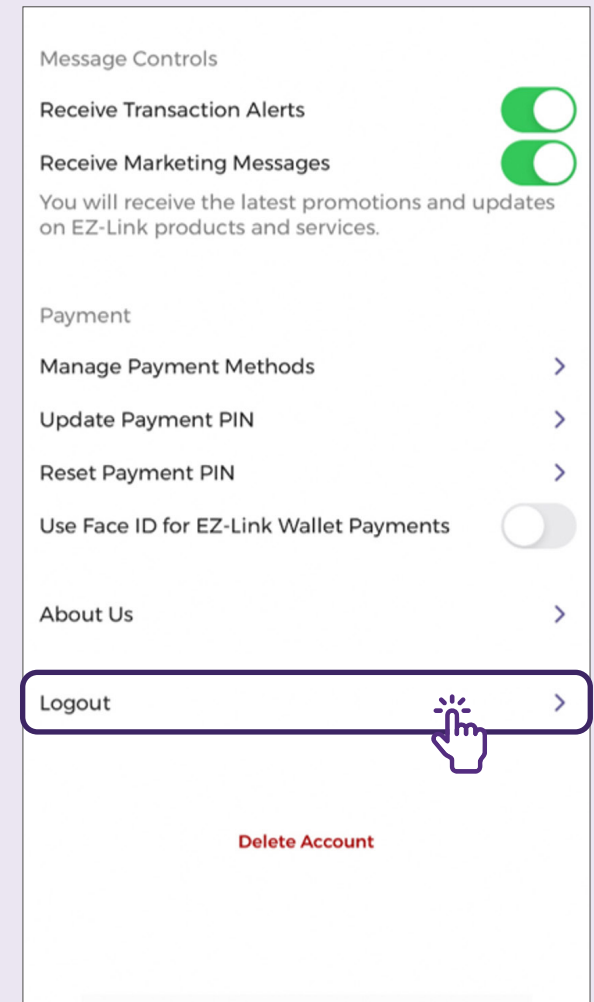 Message Controls
Receive Transaction Alerts
Receive Marketing Messages
You will receive the latest promotions and updates
on EZ-Link products and services.
Payment
Manage Payment Methods
Update Payment PIN
Reset Payment PIN
Use Face ID for EZ-Link Wallet Payments
About Us
Logout
Delete Account